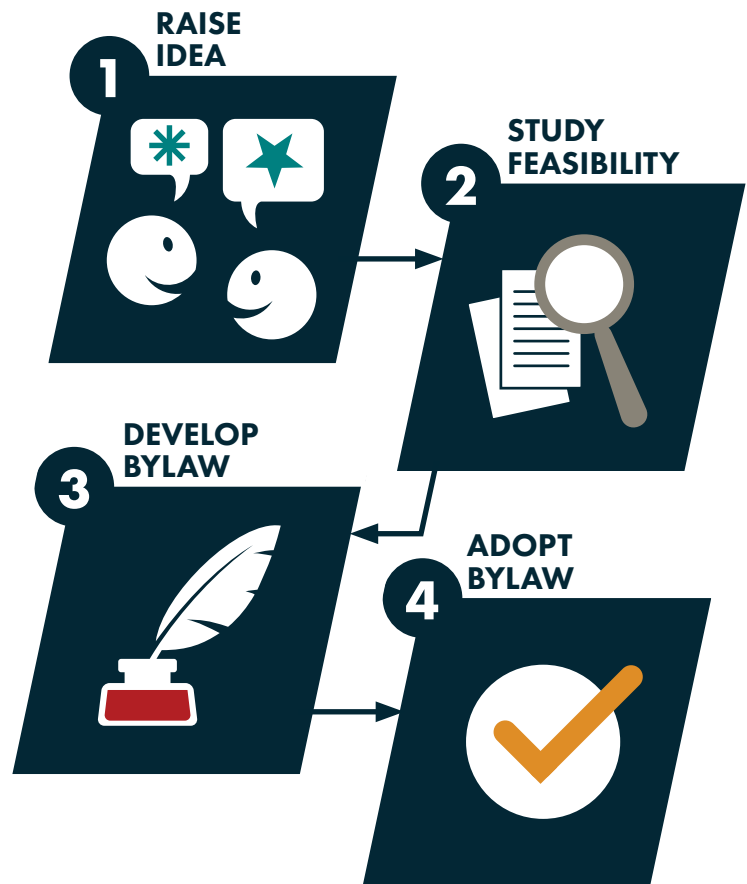 1
RAISE
IDEA
2
STUDY
FEASIBILITY
3
DEVELOP
BYLAW
4
ADOPT
BYLAW